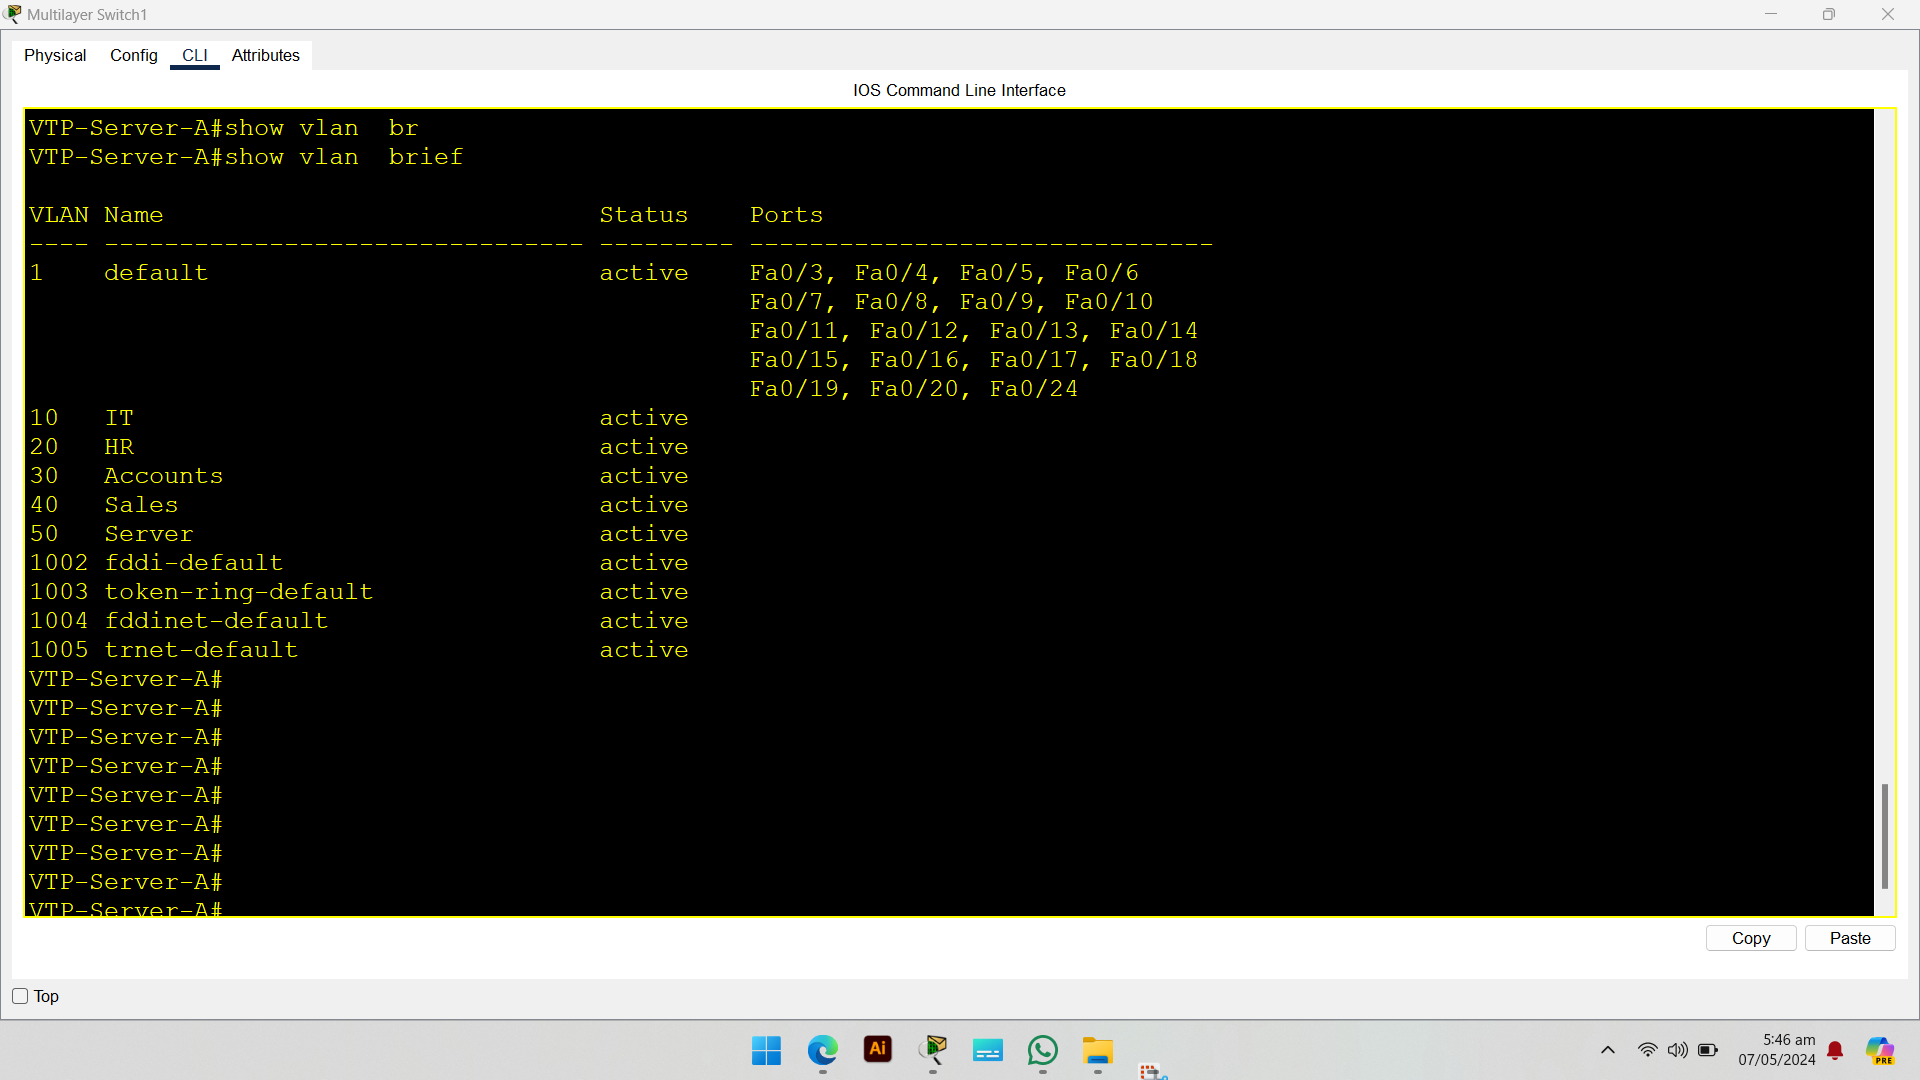 Multilayer Switch1
Physical Config CLI Attributes
IOS Command Line Interface
VTP-Server-A#show vlan  br
VTP-Server-A#show vlan  brief
VLAN Name                             Status    Ports
---- -------------------------------- --------- -------------------------------
1    default                          active    Fa0/3, Fa0/4, Fa0/5, Fa0/6
                                                Fa0/7, Fa0/8, Fa0/9, Fa0/10
                                                Fa0/11, Fa0/12, Fa0/13, Fa0/14
                                                Fa0/15, Fa0/16, Fa0/17, Fa0/18
                                                Fa0/19, Fa0/20, Fa0/24
10   IT                               active
20   HR                               active
30   Accounts                         active
40   Sales                            active
50   Server                           active
1002 fddi-default                     active
1003 token-ring-default               active
1004 fddinet-default                  active
1005 trnet-default                    active
VTP-Server-A#
VTP-Server-A#
VTP-Server-A#
VTP-Server-A#
VTP-Server-A#
VTP-Server-A#
VTP-Server-A#
VTP-Server-A#
VTP-Server-A#
Copy Paste
Top
Ai
5:46 am
07/05/2024
PRE